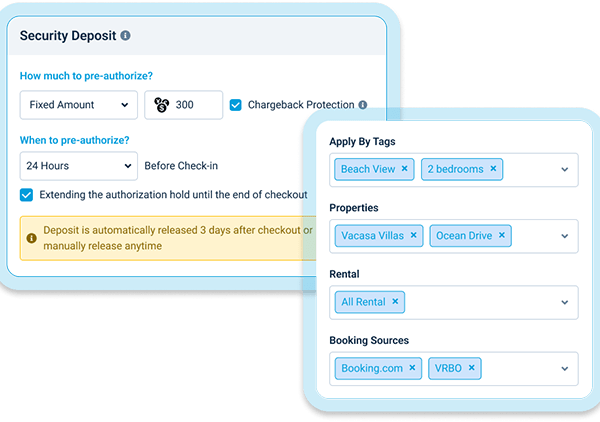 Security Deposit
How much to pre-authorize?
Fixed Amount
300
Chargeback Protection
When to pre-authorize?
24 Hours
Before Check-in
Extending the authorization hold until the end of checkout
Deposit is automatically released 3 days after checkout or
manually release anytime
Apply By Tags
Beach View ×
2 bedrooms ×
Properties
Vacasa Villas ×
Ocean Drive ×
Rental
All Rental ×
Booking Sources
Booking.com ×
VRBO ×